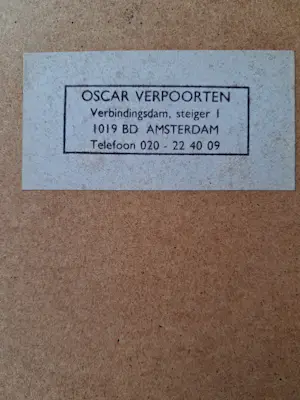 OSCAR VERPOORTEN
Verbindingsdam, steiger 1
1019 BD AMSTERDAM
Telefoon 020 - 22 40 09